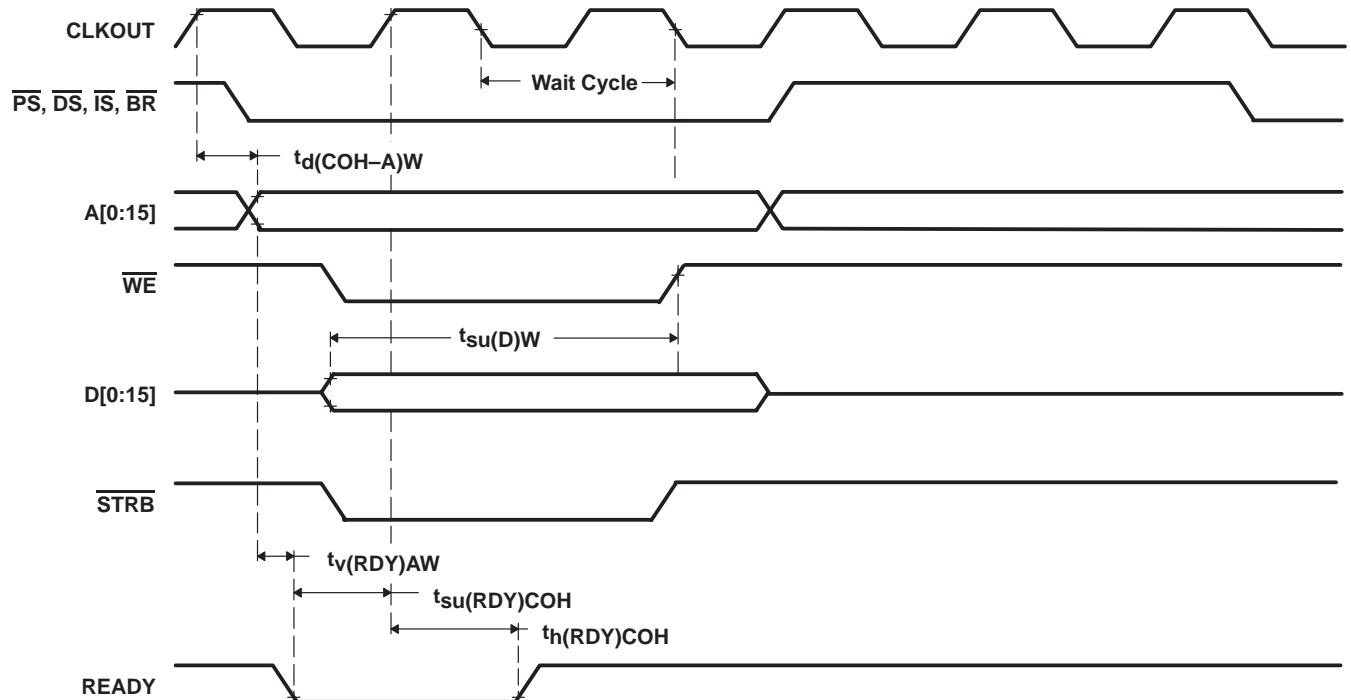 CLKOUT
Wait Cycle
PS, DS, IS, BR
td(COH–A)W
A[0:15]
WE
tsu(D)W
D[0:15]
STRB
tv(RDY)AW
tsu(RDY)COH
th(RDY)COH
READY